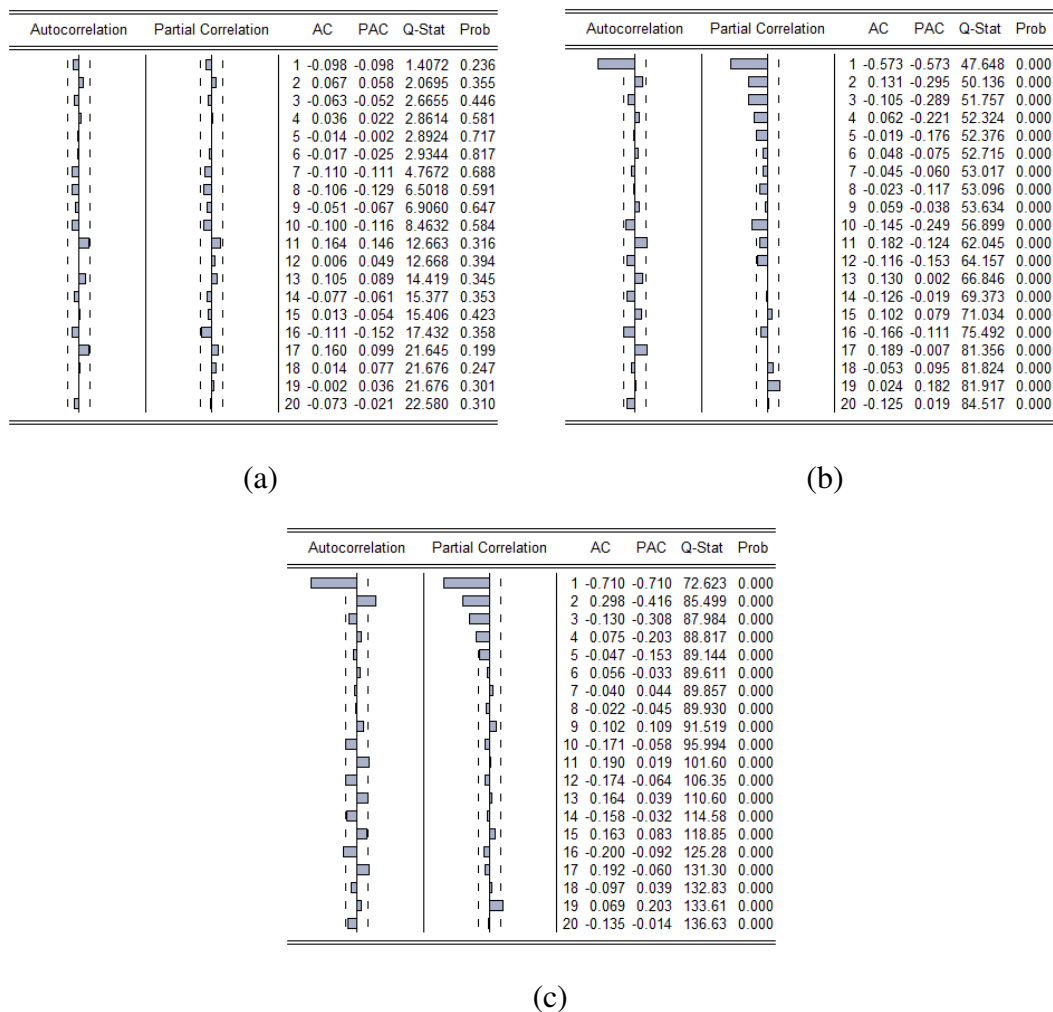 Autocorrelation Partial Correlation AC PAC Q-Stat Prob
1 -0.098 -0.098 1.4072 0.236
2 0.067 0.058 2.0695 0.355
3 -0.063 -0.052 2.6655 0.446
4 0.036 0.022 2.8614 0.581
5 -0.014 -0.002 2.8924 0.717
6 -0.017 -0.025 2.9344 0.817
7 -0.110 -0.111 4.7672 0.688
8 -0.106 -0.129 6.5018 0.591
9 -0.051 -0.067 6.9060 0.647
10 -0.100 -0.116 8.4632 0.584
11 0.164 0.146 12.663 0.316
12 0.006 0.049 12.668 0.394
13 0.105 0.089 14.419 0.345
14 -0.077 -0.061 15.377 0.353
15 0.013 -0.054 15.406 0.423
16 -0.111 -0.152 17.432 0.358
17 0.160 0.099 21.645 0.199
18 0.014 0.077 21.676 0.247
19 -0.002 0.036 21.676 0.301
20 -0.073 -0.021 22.580 0.310
(a)
Autocorrelation Partial Correlation AC PAC Q-Stat Prob
1 -0.573 -0.573 47.648 0.000
2 0.131 -0.295 50.136 0.000
3 -0.105 -0.289 51.757 0.000
4 0.062 -0.221 52.324 0.000
5 -0.019 -0.176 52.376 0.000
6 0.048 -0.075 52.715 0.000
7 -0.045 -0.060 53.017 0.000
8 -0.023 -0.117 53.096 0.000
9 0.059 -0.038 53.634 0.000
10 -0.145 -0.249 56.899 0.000
11 0.182 -0.124 62.045 0.000
12 -0.116 -0.153 64.157 0.000
13 0.130 0.002 66.846 0.000
14 -0.126 -0.019 69.373 0.000
15 0.102 0.079 71.034 0.000
16 -0.166 -0.111 75.492 0.000
17 0.189 -0.007 81.356 0.000
18 -0.053 0.095 81.824 0.000
19 0.024 0.182 81.917 0.000
20 -0.125 0.019 84.517 0.000
(b)
Autocorrelation Partial Correlation AC PAC Q-Stat Prob
1 -0.710 -0.710 72.623 0.000
2 0.298 -0.416 85.499 0.000
3 -0.130 -0.308 87.984 0.000
4 0.075 -0.203 88.817 0.000
5 -0.047 -0.153 89.144 0.000
6 0.056 -0.033 89.611 0.000
7 -0.040 0.044 89.857 0.000
8 -0.022 -0.045 89.930 0.000
9 0.102 0.109 91.519 0.000
10 -0.171 -0.058 95.994 0.000
11 0.190 0.019 101.60 0.000
12 -0.174 -0.064 106.35 0.000
13 0.164 0.039 110.60 0.000
14 -0.158 -0.032 114.58 0.000
15 0.163 0.083 118.85 0.000
16 -0.200 -0.092 125.28 0.000
17 0.192 -0.060 131.30 0.000
18 -0.097 0.039 132.83 0.000
19 0.069 0.203 133.61 0.000
20 -0.135 -0.014 136.63 0.000
(c)